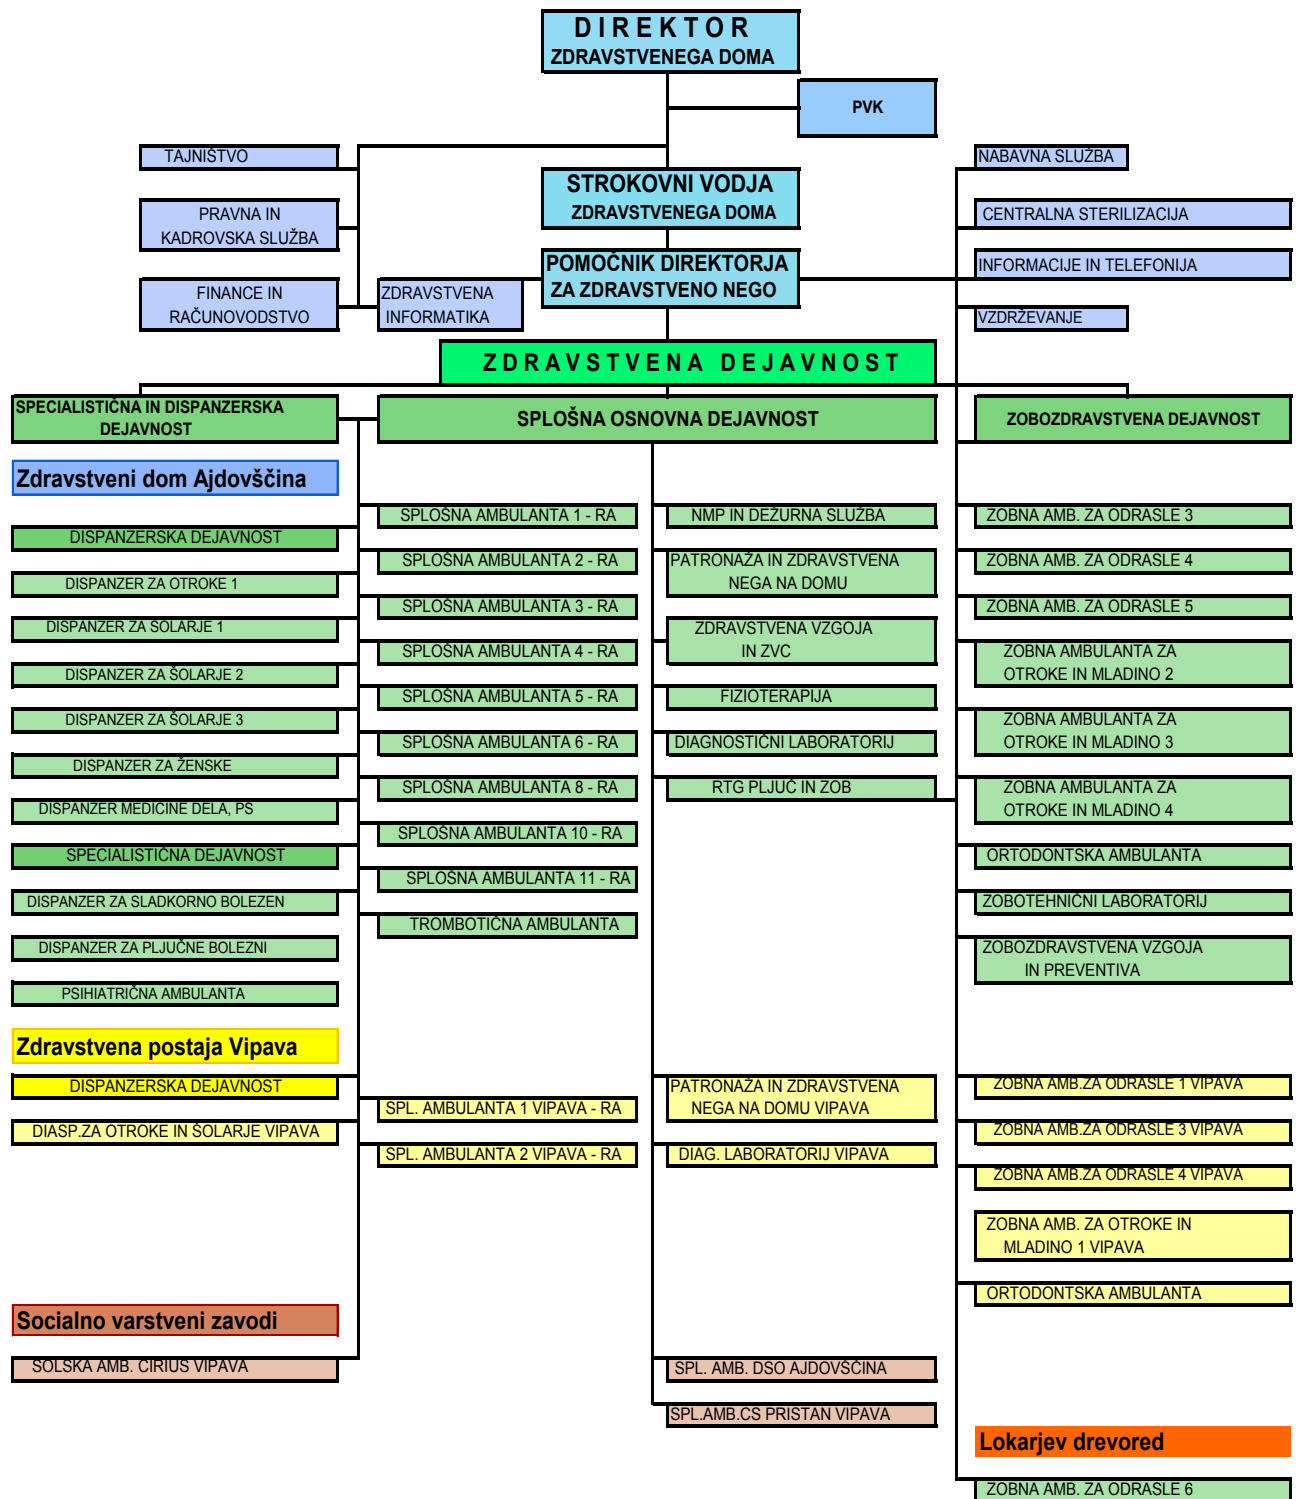 DIREKTOR
ZDRAVSTVENEGA DOMA
PVK
TAJNIŠTVO
NABAVNA SLUŽBA
STROKOVNI VODJA
ZDRAVSTVENEGA DOMA
PRAVNA IN
KADROVSKA SLUŽBA
CENTRALNA STERILIZACIJA
POMOČNIK DIREKTORJA
ZA ZDRAVSTVENO NEGO
INFORMACIJE IN TELEFONIJA
FINANCE IN
RAČUNOVODSTVO
ZDRAVSTVENA
INFORMATIKA
VZDRŽEVANJE
ZDRAVSTVENA DEJAVNOST
SPECIALISTIČNA IN DISPANZERSKA
DEJAVNOST
SPLOŠNA OSNOVNA DEJAVNOST
ZOBOZDRAVSTVENA DEJAVNOST
Zdravstveni dom Ajdovščina
DISPANZERSKA DEJAVNOST
DISPANZER ZA OTROKE 1
DISPANZER ZA ŠOLARJE 1
DISPANZER ZA ŠOLARJE 2
DISPANZER ZA ŠOLARJE 3
DISPANZER ZA ŽENSKE
DISPANZER MEDICINE DELA, PS
SPECIALISTIČNA DEJAVNOST
DISPANZER ZA SLADKORNO BOLEZEN
DISPANZER ZA PLJUČNE BOLEZNI
PSIHIATRIČNA AMBULANTA
SPLOŠNA AMBULANTA 1 - RA
SPLOŠNA AMBULANTA 2 - RA
SPLOŠNA AMBULANTA 3 - RA
SPLOŠNA AMBULANTA 4 - RA
SPLOŠNA AMBULANTA 5 - RA
SPLOŠNA AMBULANTA 6 - RA
SPLOŠNA AMBULANTA 8 - RA
SPLOŠNA AMBULANTA 10 - RA
SPLOŠNA AMBULANTA 11 - RA
TROMBOTIČNA AMBULANTA
NMP IN DEŽURNA SLUŽBA
PATRONAŽA IN ZDRAVSTVENA
NEGA NA DOMU
ZDRAVSTVENA VZGOJA
IN ZVC
FIZIOTERAPIJA
DIAGNOSTIČNI LABORATORIJ
RTG PLJUČ IN ZOB
ZOBNA AMB. ZA ODRASLE 3
ZOBNA AMB. ZA ODRASLE 4
ZOBNA AMB. ZA ODRASLE 5
ZOBNA AMBULANTA ZA
OTROKE IN MLADINO 2
ZOBNA AMBULANTA ZA
OTROKE IN MLADINO 3
ZOBNA AMBULANTA ZA
OTROKE IN MLADINO 4
ORTODONTSKA AMBULANTA
ZOBOTEHNIČNI LABORATORIJ
ZOBOZDRAVSTVENA VZGOJA
IN PREVENTIVA
Zdravstvena postaja Vipava
DISPANZERSKA DEJAVNOST
DIASP.ZA OTROKE IN ŠOLARJE VIPAVA
SPL. AMBULANTA 1 VIPAVA - RA
SPL. AMBULANTA 2 VIPAVA - RA
PATRONAŽA IN ZDRAVSTVENA
NEGA NA DOMU VIPAVA
DIAG. LABORATORIJ VIPAVA
ZOBNA AMB.ZA ODRASLE 1 VIPAVA
ZOBNA AMB.ZA ODRASLE 3 VIPAVA
ZOBNA AMB.ZA ODRASLE 4 VIPAVA
ZOBNA AMB. ZA OTROKE IN
MLADINO 1 VIPAVA
ORTODONTSKA AMBULANTA
Socialno varstveni zavodi
ŠOLSKA AMB. CIRIUS VIPAVA
SPL. AMB. DSO AJDOVŠČINA
SPL.AMB.CS PRISTAN VIPAVA
Lokarjev drevored
ZOBNA AMB. ZA ODRASLE 6